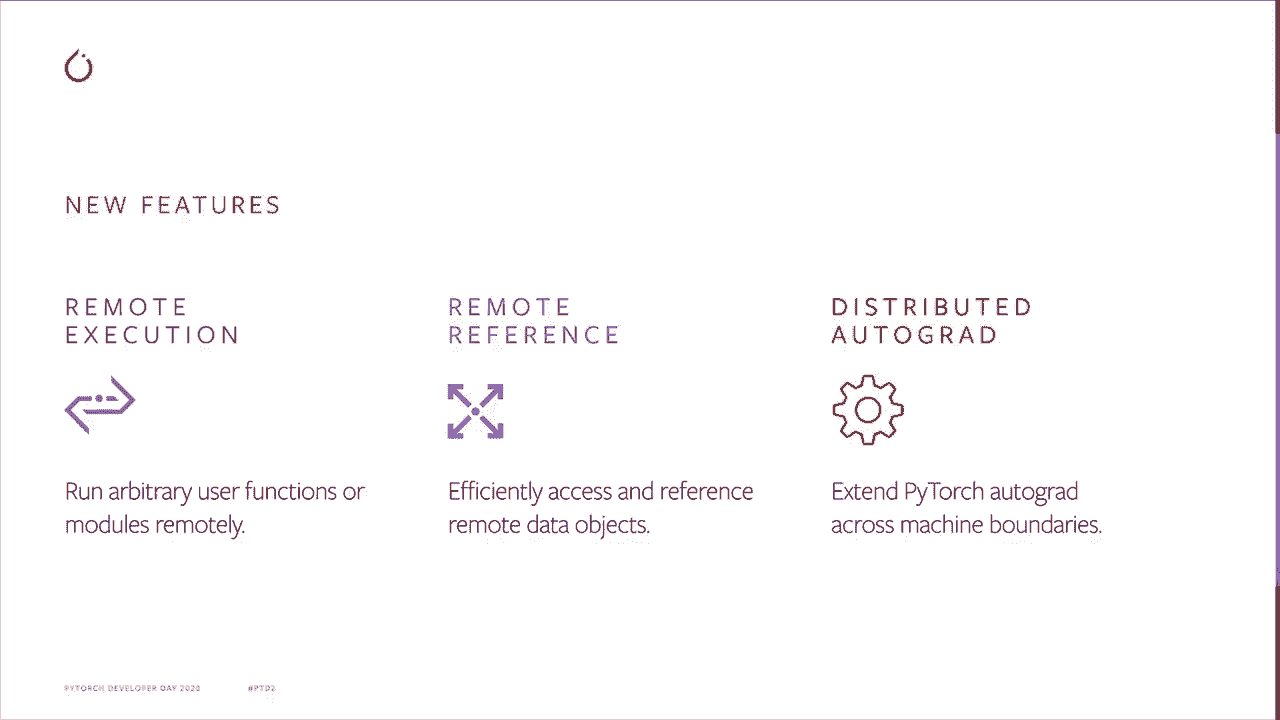 NEW FEATURES
REMOTE
EXECUTION
Run arbitrary user functions or
modules remotely.
REMOTE
REFERENCE
Efficiently access and reference
remote data objects.
DISTRIBUTED
AUTOGRAD
Extend PyTorch autograd
across machine boundaries.
PYTORCH DEVELOPER DAY 2020
#PTD2